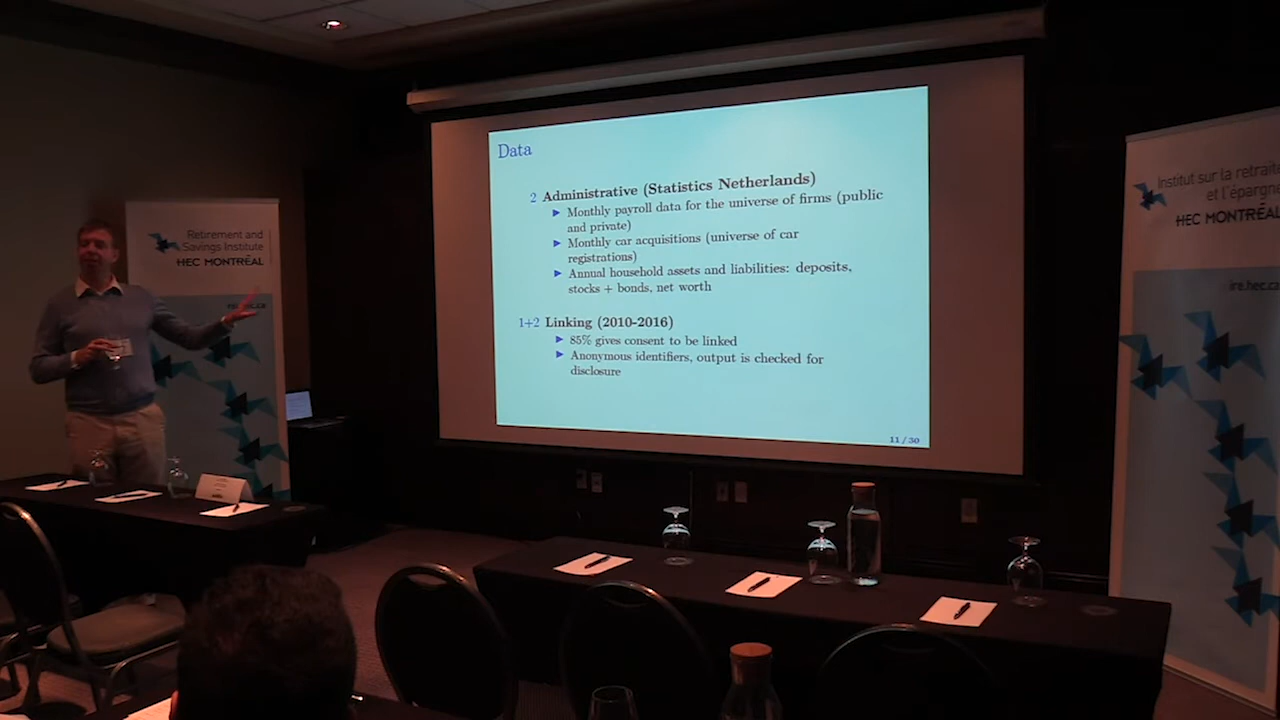 Data
2 Administrative (Statistics Netherlands)
▶ Monthly payroll data for the universe of firms (public
and private)
▶ Monthly car acquisitions (universe of car
registrations)
▶ Annual household assets and liabilities: deposits,
stocks + bonds, net worth
1+2 Linking (2010-2016)
▶ 85% gives consent to be linked
▶ Anonymous identifiers, output is checked for
disclosure
11 / 30
Retirement and
Savings Institute
HEC MONTRÉAL
Institut sur la retraite
et l'épargne
HEC MONTRÉAL
ire.hec.ca